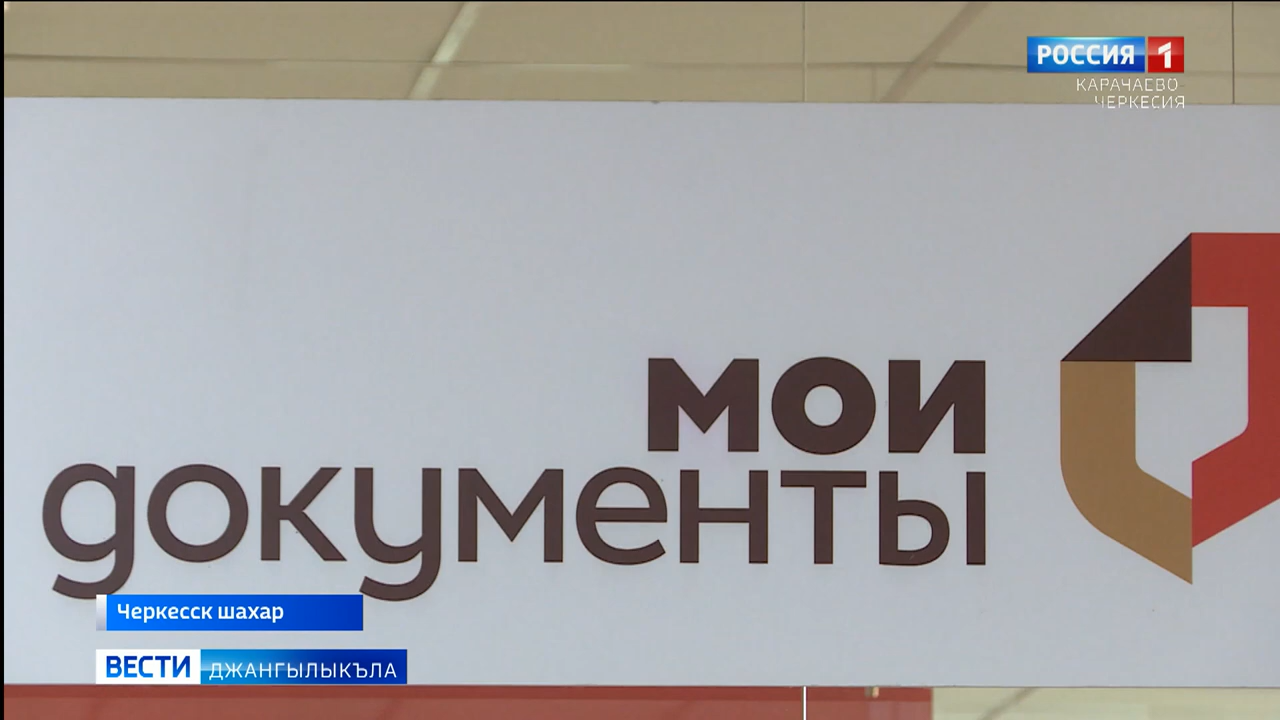 РОССИЯ 1
КАРАЧАЕВО-
ЧЕРКЕСИЯ
мои
документы
Черкесск шахар
ВЕСТИ ДЖАНГЫЛЫКЪЛА